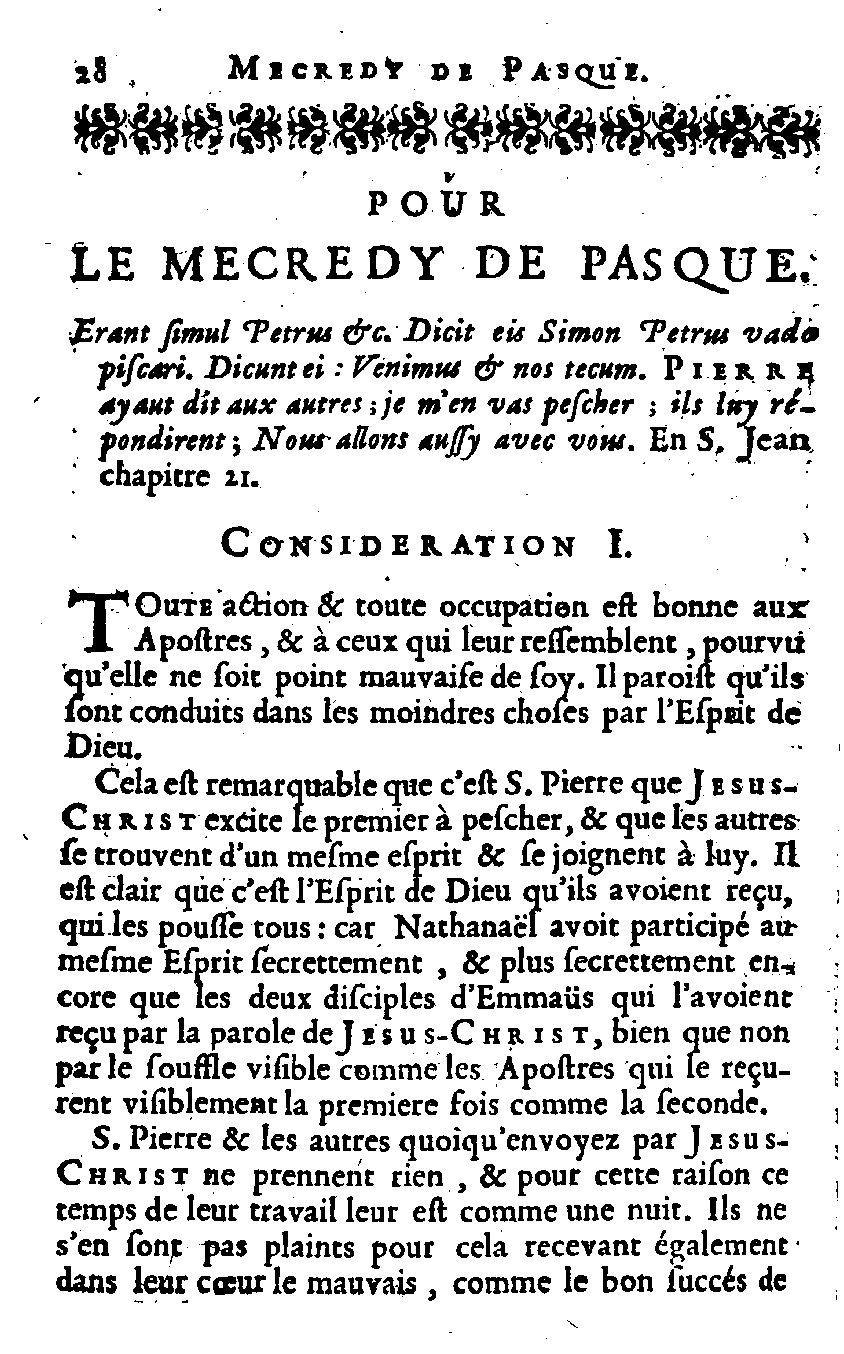 28 MECREDY DE PASQUE.
POUR
LE MECREDY DE PASQUE.
Erant ſimul Petrus &c. Dicit eis Simon Petrus vado
piſcari. Dicunt ei : Venimus & nos tecum. PIERRE
ayant dit aux autres ; je m'en vas peſcher ; ils luy ré-
pondirent ; Nous allons auſſy avec vous. En S. Jean
chapitre 21.
CONSIDERATION I.
TOUTE action & toute occupation eſt bonne aux
Apoſtres , & à ceux qui leur reſſemblent , pourvû
qu'elle ne ſoit point mauvaiſe de ſoy. Il paroiſt qu'ils
ſont conduits dans les moindres choſes par l'Eſprit de
Dieu.
Cela eſt remarquable que c'eſt S. Pierre que JESUS-
CHRIST excite le premier à peſcher, & que les autres
ſe trouvent d'un meſme eſprit & ſe joignent à luy. Il
eſt clair que c'eſt l'Eſprit de Dieu qu'ils avoient reçu,
qui les pouſſe tous : car Nathanaël avoit participé au
meſme Eſprit ſecrettement , & plus ſecrettement en-
core que les deux diſciples d'Emmaüs qui l'avoient
reçu par la parole de JESUS-CHRIST, bien que non
par le ſouffle viſible comme les Apoſtres qui le reçu-
rent viſiblement la premiere fois comme la ſeconde.
S. Pierre & les autres quoiqu'envoyez par JESUS-
CHRIST ne prennent rien , & pour cette raiſon ce
temps de leur travail leur eſt comme une nuit. Ils ne
s'en ſont pas plaints pour cela recevant également
dans leur cœur le mauvais , comme le bon ſuccés de